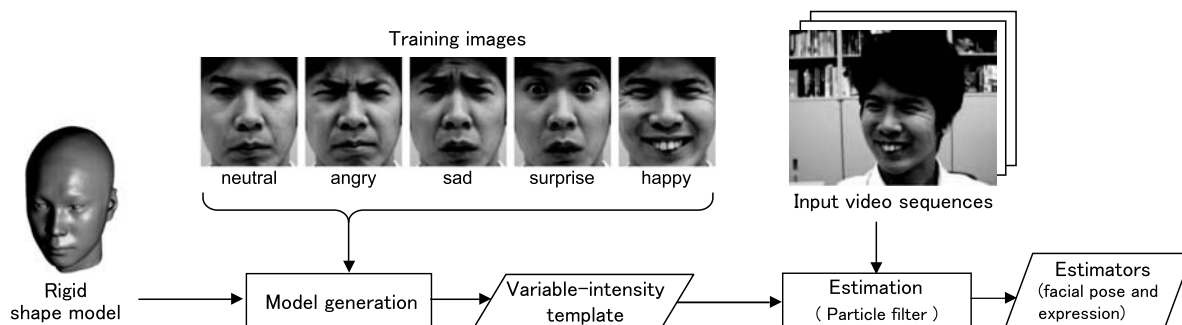 Training images
neutral
angry
sad
surprise
happy
Input video sequences
Rigid
shape model
Model generation
Variable-intensity
template
Estimation
( Particle filter )
Estimators
(facial pose and
expression)